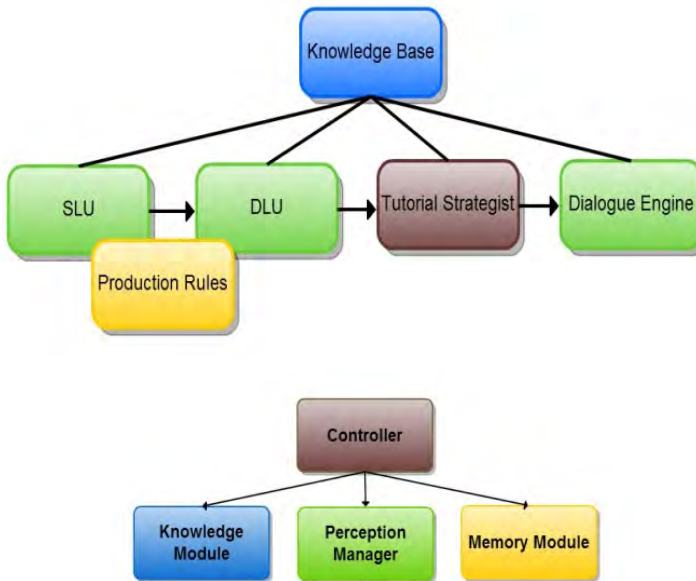 Knowledge Base
SLU
DLU
Tutorial Strategist
Dialogue Engine
Production Rules
Controller
Knowledge
Module
Perception
Manager
Memory Module